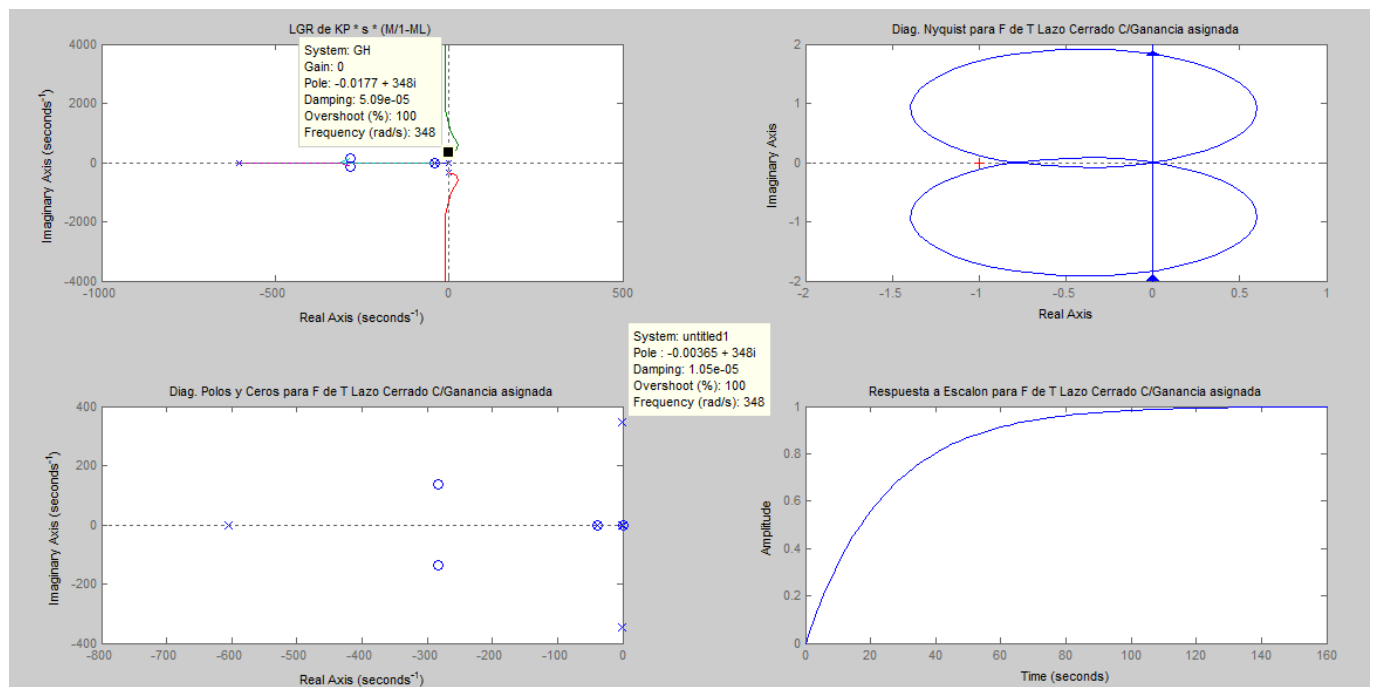 LGR de KP * s * (M/1-ML)
System: GH
Gain: 0
Pole: -0.0177 + 348i
Damping: 5.09e-05
Overshoot (%): 100
Frequency (rad/s): 348
4000
2000
0
-2000
-4000
-1000
-500
0
500
Imaginary Axis (seconds⁻¹)
Real Axis (seconds⁻¹)
Diag. Nyquist para F de T Lazo Cerrado C/Ganancia asignada
2
1
0
-1
-2
-2
-1.5
-1
-0.5
0
0.5
1
Imaginary Axis
Real Axis
System: untitled1
Pole : -0.00365 + 348i
Damping: 1.05e-05
Overshoot (%): 100
Frequency (rad/s): 348
Diag. Polos y Ceros para F de T Lazo Cerrado C/Ganancia asignada
400
200
0
-200
-400
-800
-700
-600
-500
-400
-300
-200
-100
0
Imaginary Axis (seconds⁻¹)
Real Axis (seconds⁻¹)
Respuesta a Escalon para F de T Lazo Cerrado C/Ganancia asignada
1
0.8
0.6
0.4
0.2
0
0
20
40
60
80
100
120
140
160
Amplitude
Time (seconds)